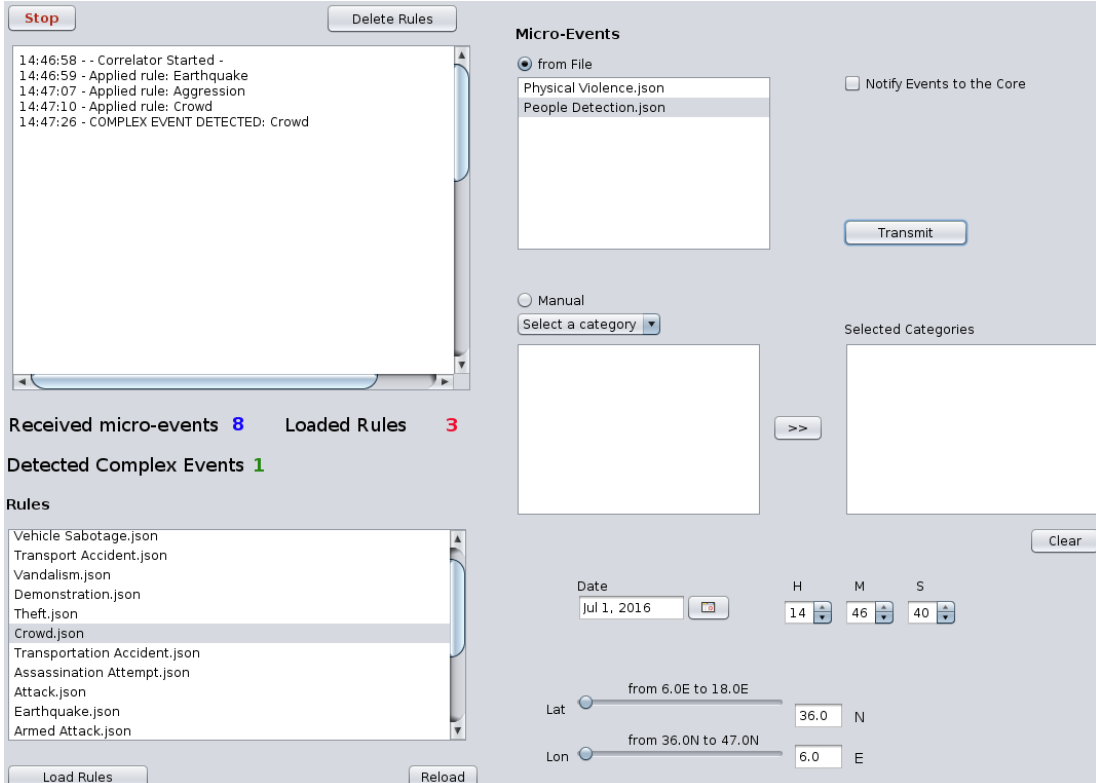 Stop
Delete Rules
14:46:58 - - Correlator Started -
14:46:59 - Applied rule: Earthquake
14:47:07 - Applied rule: Aggression
14:47:10 - Applied rule: Crowd
14:47:26 - COMPLEX EVENT DETECTED: Crowd
Received micro-events 8 Loaded Rules 3
Detected Complex Events 1
Rules
Vehicle Sabotage.json
Transport Accident.json
Vandalism.json
Demonstration.json
Theft.json
Crowd.json
Transportation Accident.json
Assassination Attempt.json
Attack.json
Earthquake.json
Armed Attack.json
Load Rules
Reload
Micro-Events
from File
Physical Violence.json
People Detection.json
Notify Events to the Core
Transmit
Manual
Select a category
Selected Categories
>>
Clear
Date
H M S
Jul 1, 2016
14 46 40
from 6.0E to 18.0E
Lat
36.0 N
from 36.0N to 47.0N
Lon
6.0 E